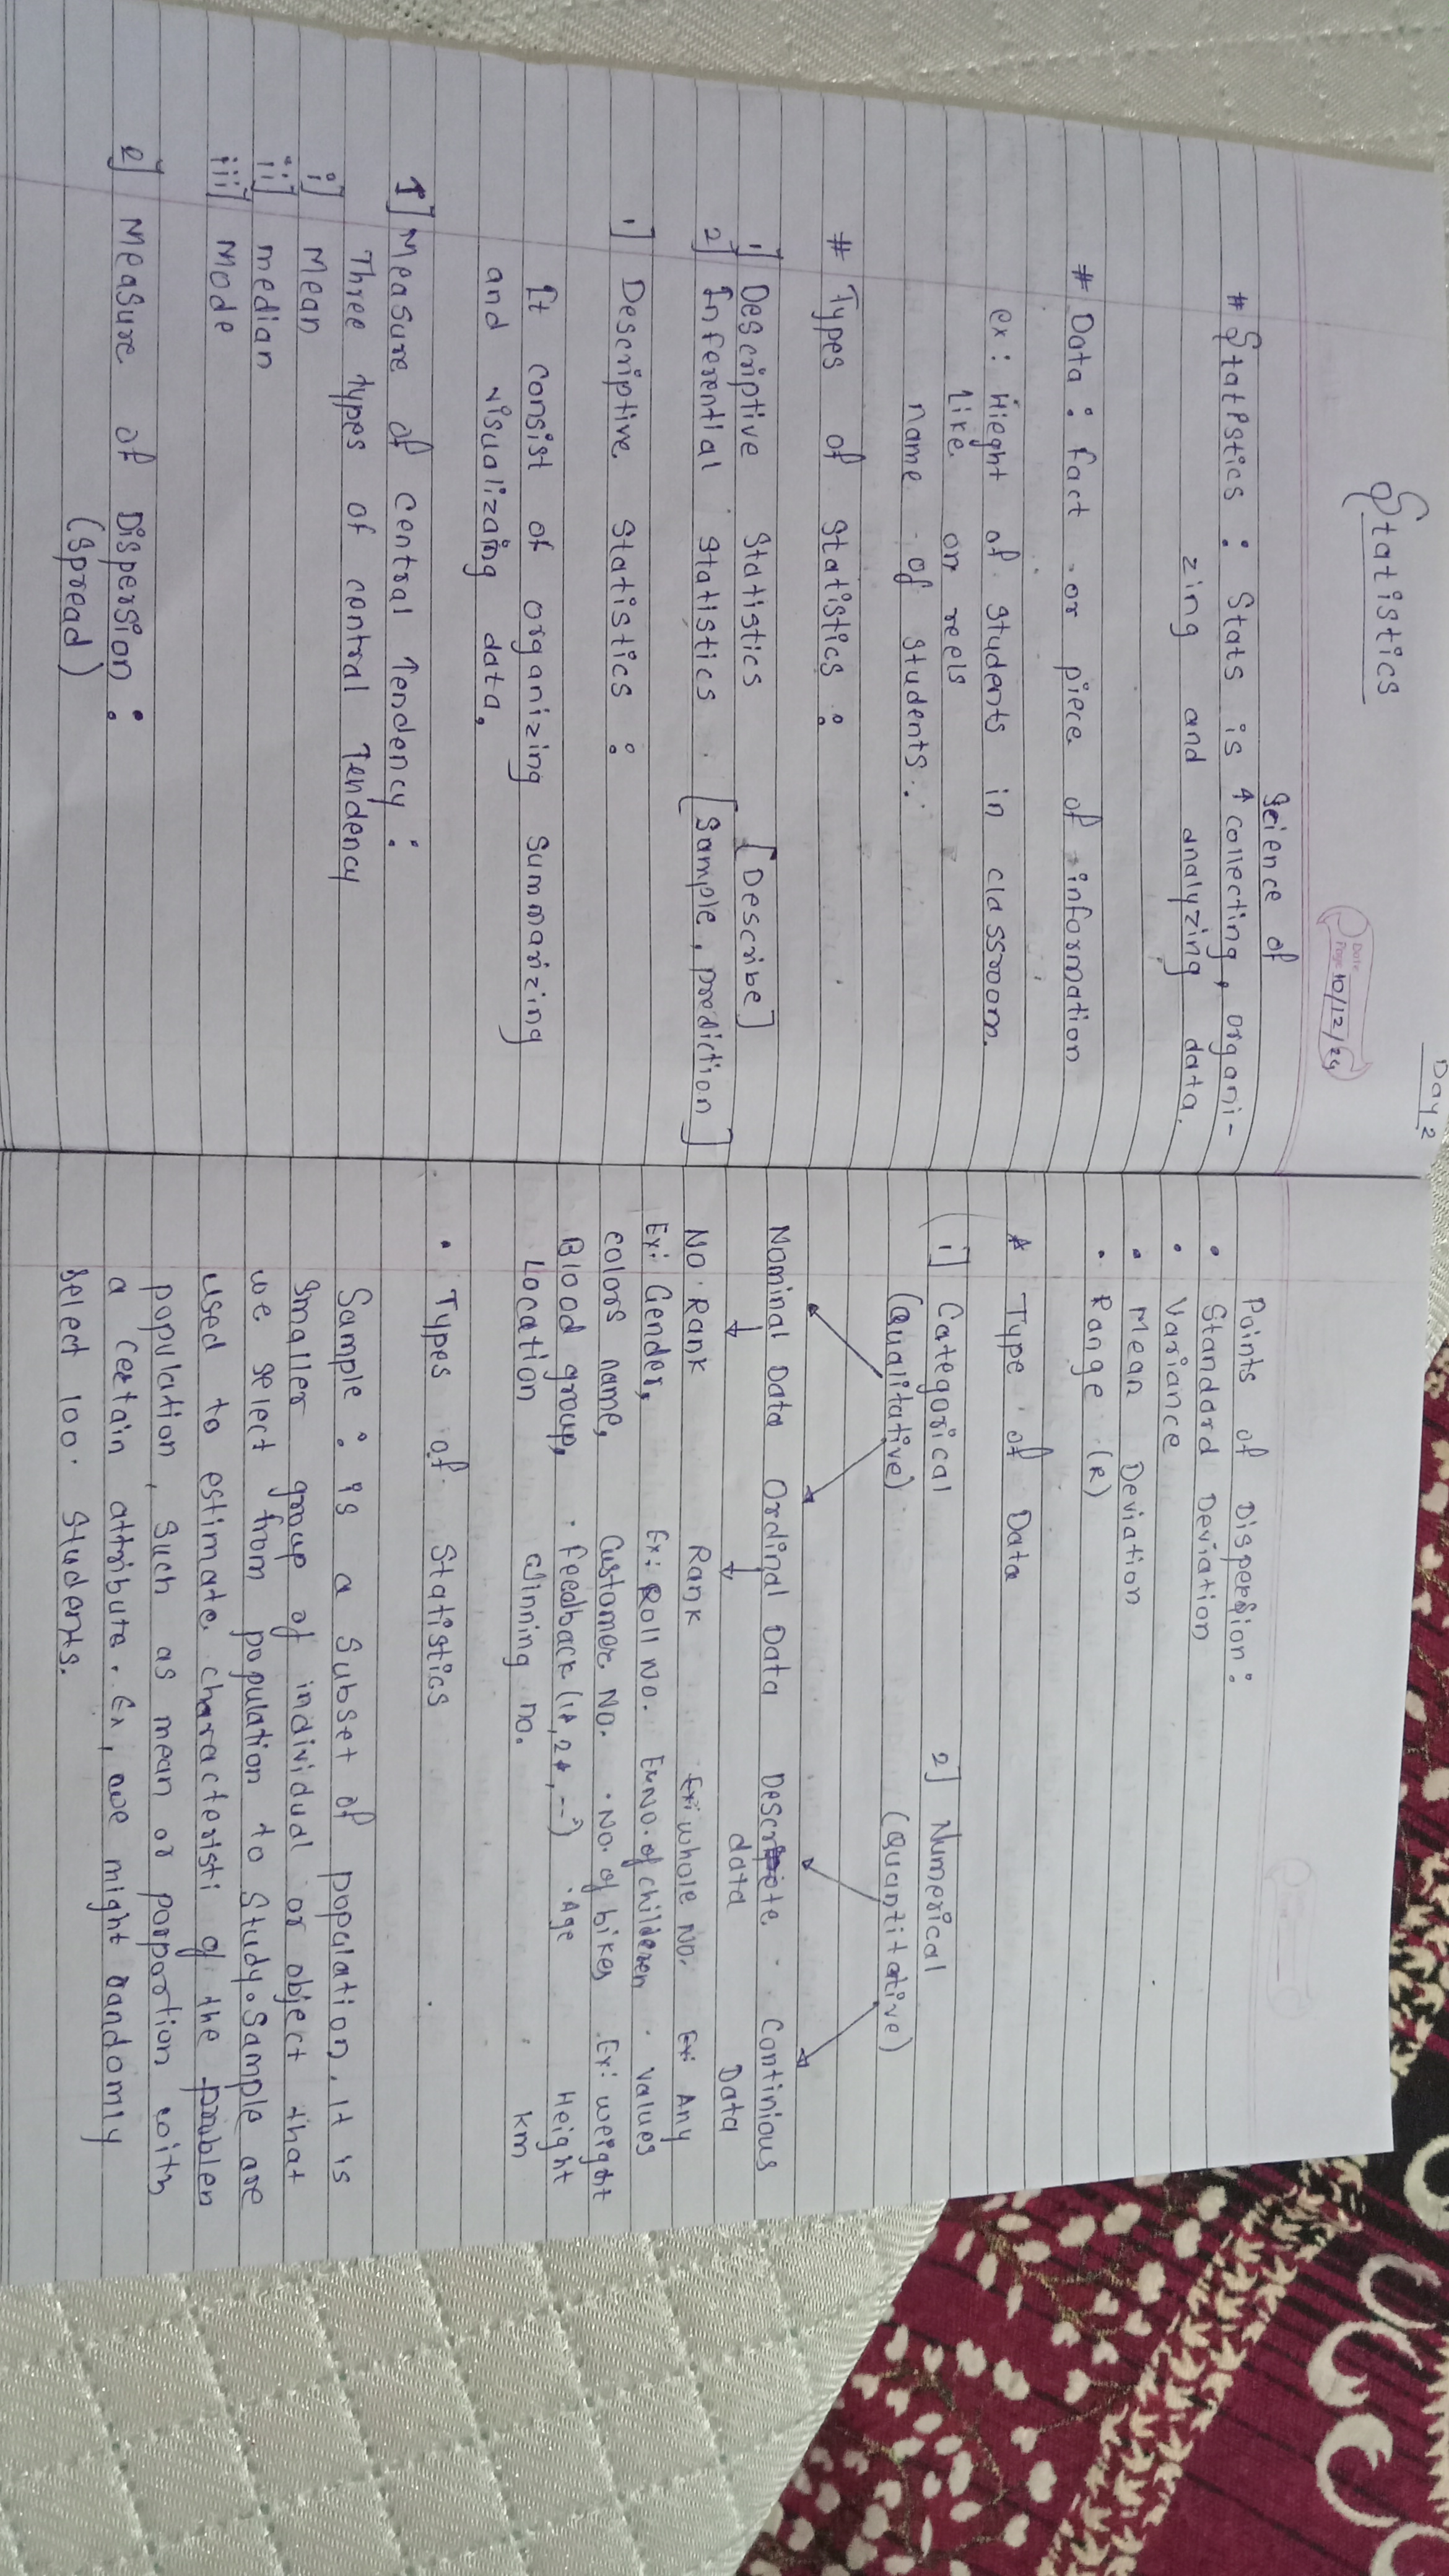 Day 2
Date
Page 10/12/24
Statistics
Science of
# Statistics : Stats is ^ collecting, organi-
zing and analyzing data.
# Data : Fact or piece of information
ex : Hieght of students in classroom.
Like on reels
Name of students.
# Types of statistics :
1] Descriptive Statistics [Describe]
2] Inferential Statistics [Sample, prediction]
1] Descriptive Statistics :
It consist of organizing summarizing
and visualizaing data.
1] Measure of central Tendency :
Three types of central Tendency
i] Mean
ii] median
iii] Mode
2] Measure of Dispersion :
(Spread)
Points of Dispersion :
• Standard Deviation
• Variance
• Mean Deviation
• Range (R)
* Type of Data
1] Categorical 2] Numerical
(Qualitative) (Quantitative)
Nominal Data Ordinal Data Descrete Continious
data Data
No Rank Rank Ex: whole No. Ex: Any
Ex: Gender, Ex: Roll No. Ex: No. of childeren values
colors name, Customer No. • No. of bikes Ex: weight
Blood group, • Feedback (1*, 2*, --) • Age Height
Location Winning no. km
• Types of Statistics
Sample : is a subset of population, It is
smaller group of individual or object that
we select from population to study. Sample are
used to estimate characteristi of the problem
population, such as mean or porportion with
a certain attribute. Ex, we might randomly
select 100 students.